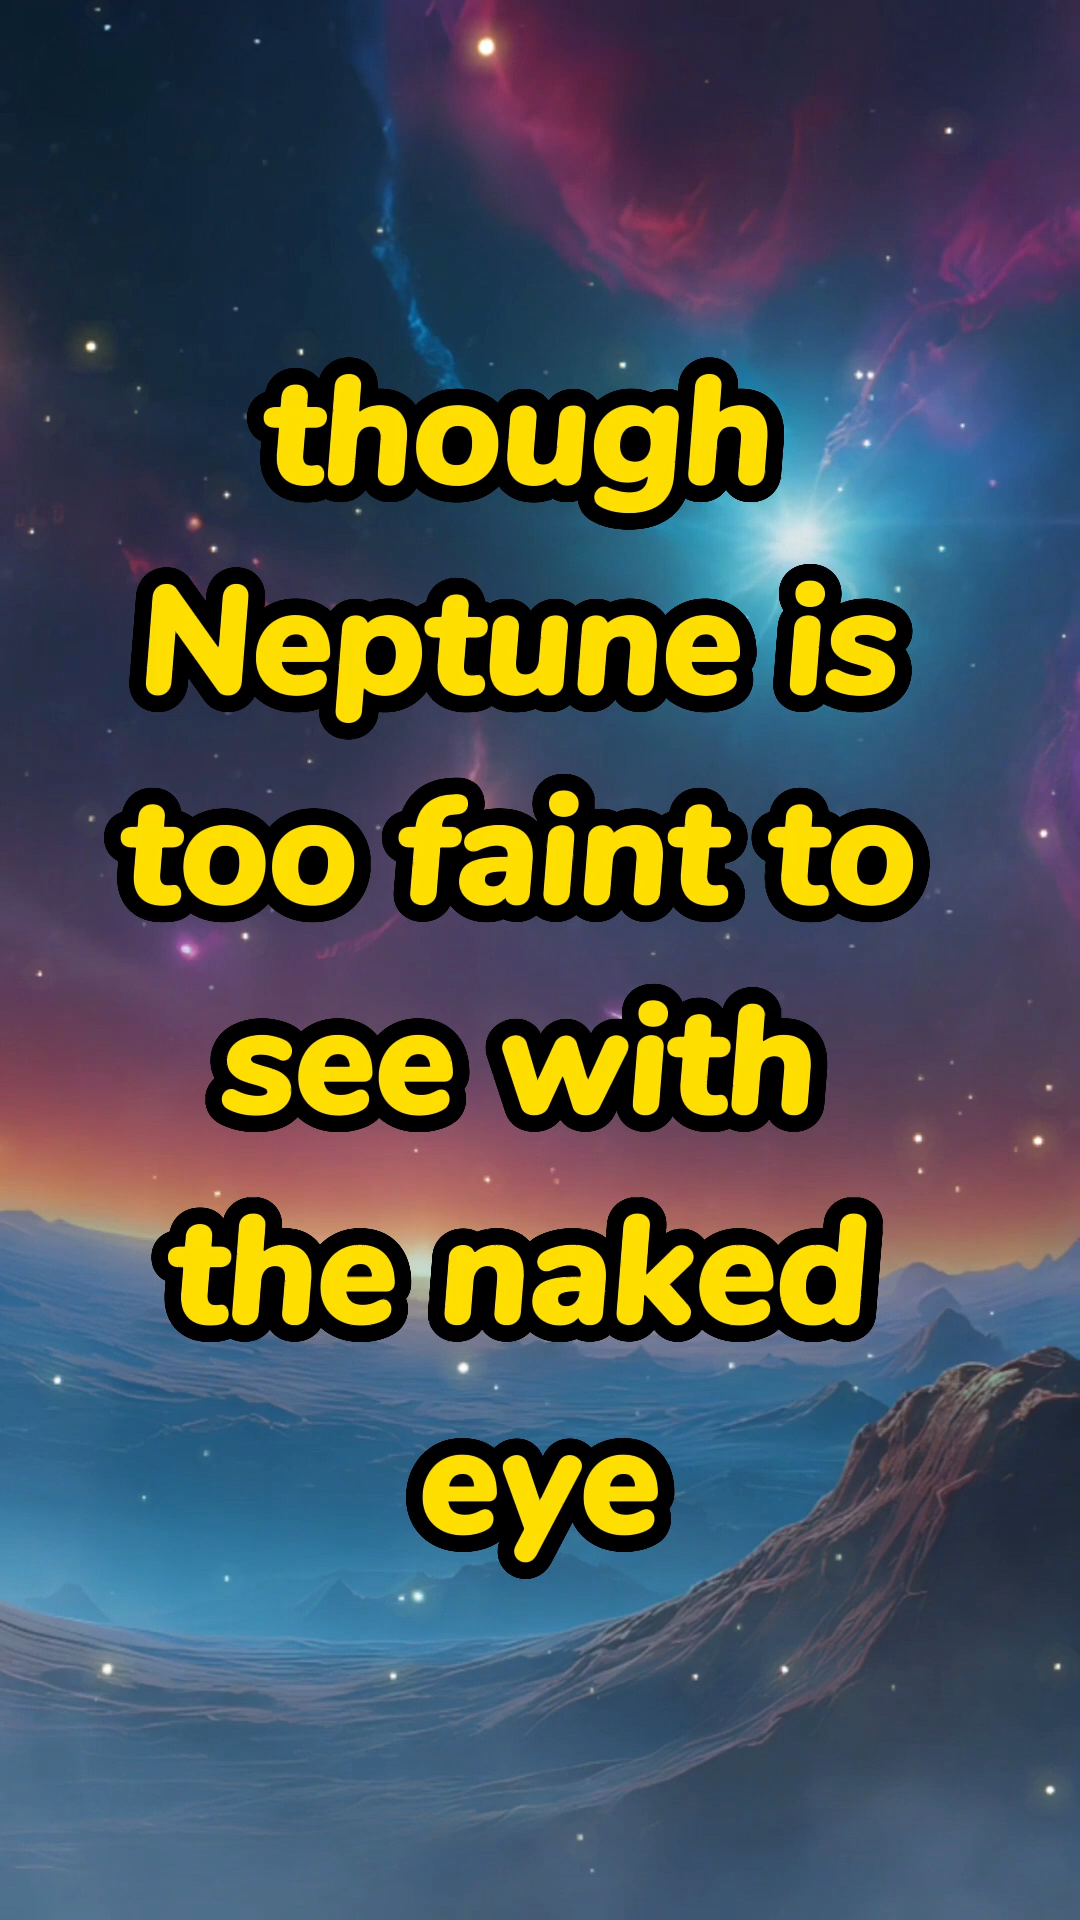 though
Neptune is
too faint to
see with
the naked
eye